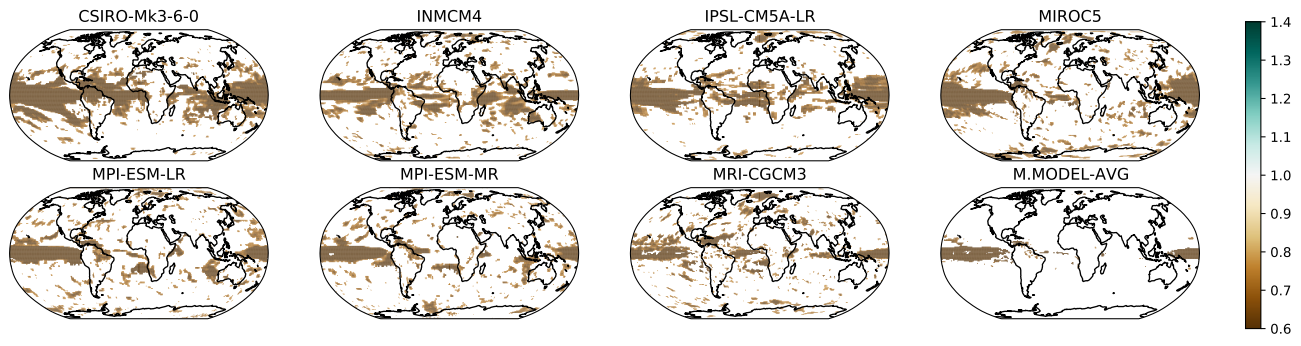 CSIRO-Mk3-6-0
INMCM4
IPSL-CM5A-LR
MIROC5
MPI-ESM-LR
MPI-ESM-MR
MRI-CGCM3
M.MODEL-AVG
1.4
1.3
1.2
1.1
1.0
0.9
0.8
0.7
0.6